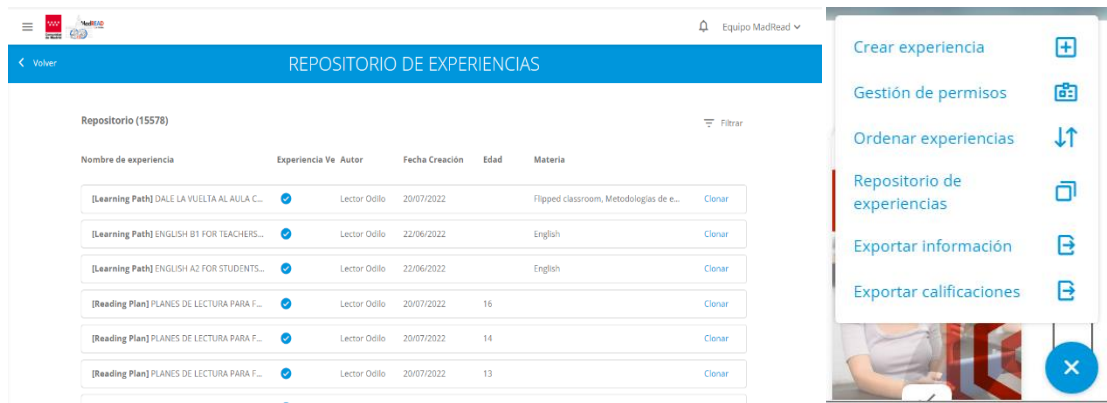 MadREAD
Equipo MadRead
Volver
REPOSITORIO DE EXPERIENCIAS
Repositorio (15578)
Filtrar
Nombre de experiencia Experiencia Ve Autor Fecha Creación Edad Materia
[Learning Path] DALE LA VUELTA AL AULA C... Lector Odilo 20/07/2022 Flipped classroom, Metodologías de e... Clonar
[Learning Path] ENGLISH B1 FOR TEACHERS... Lector Odilo 22/06/2022 English Clonar
[Learning Path] ENGLISH A2 FOR STUDENTS... Lector Odilo 22/06/2022 English Clonar
[Reading Plan] PLANES DE LECTURA PARA F... Lector Odilo 20/07/2022 16 Clonar
[Reading Plan] PLANES DE LECTURA PARA F... Lector Odilo 20/07/2022 14 Clonar
[Reading Plan] PLANES DE LECTURA PARA F... Lector Odilo 20/07/2022 13 Clonar
Crear experiencia
Gestión de permisos
Ordenar experiencias
Repositorio de
experiencias
Exportar información
Exportar calificaciones